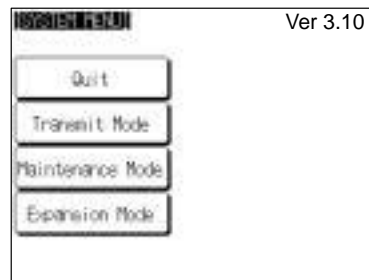 [SYSTEM MENU]
Ver 3.10
Quit
Transmit Mode
Maintenance Mode
Expansion Mode